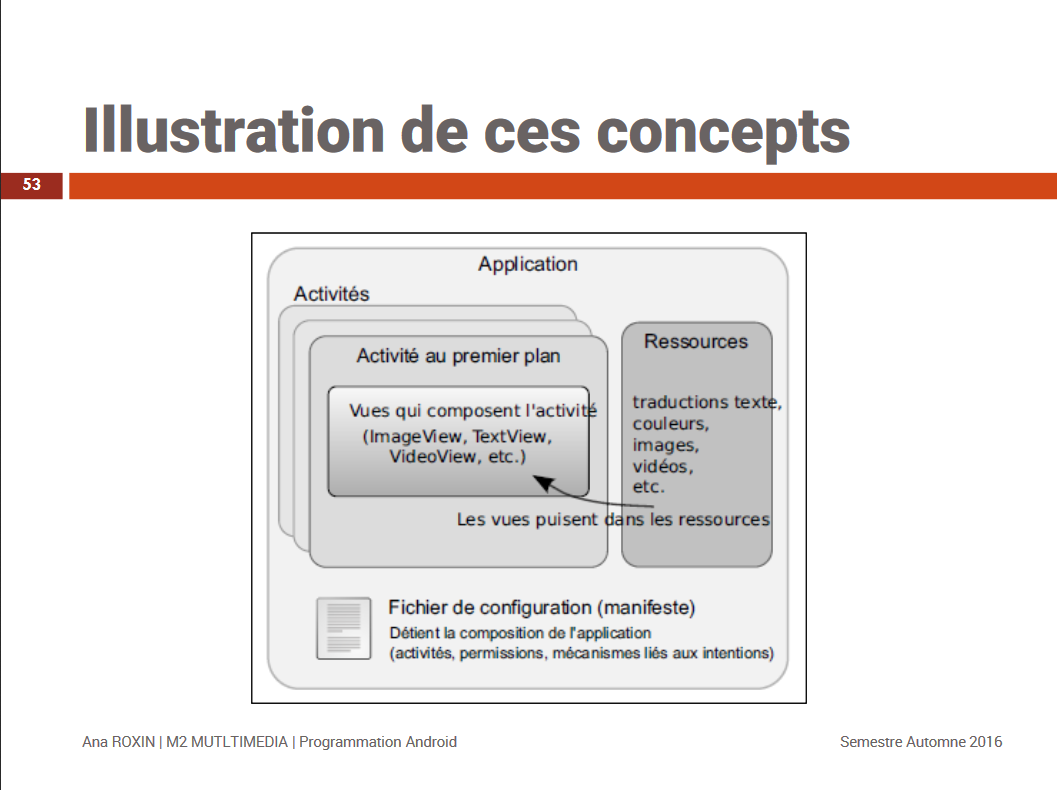 Illustration de ces concepts
53
Application
Activités
Activité au premier plan
Vues qui composent l'activité
(ImageView, TextView,
VideoView, etc.)
Ressources
traductions texte,
couleurs,
images,
vidéos,
etc.
Les vues puisent dans les ressources
Fichier de configuration (manifeste)
Détient la composition de l'application
(activités, permissions, mécanismes liés aux intentions)
Ana ROXIN | M2 MUTLTIMEDIA | Programmation Android
Semestre Automne 2016